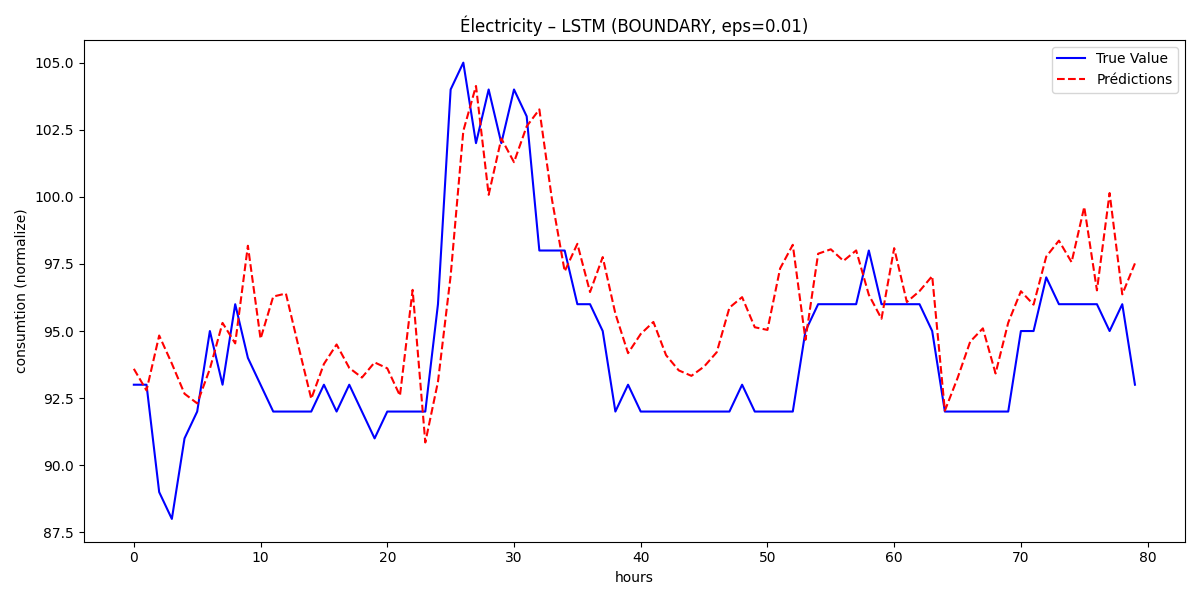 Électricity – LSTM (BOUNDARY, eps=0.01)
True Value
Prédictions
consumtion (normalize)
105.0
102.5
100.0
97.5
95.0
92.5
90.0
87.5
0 10 20 30 40 50 60 70 80
hours